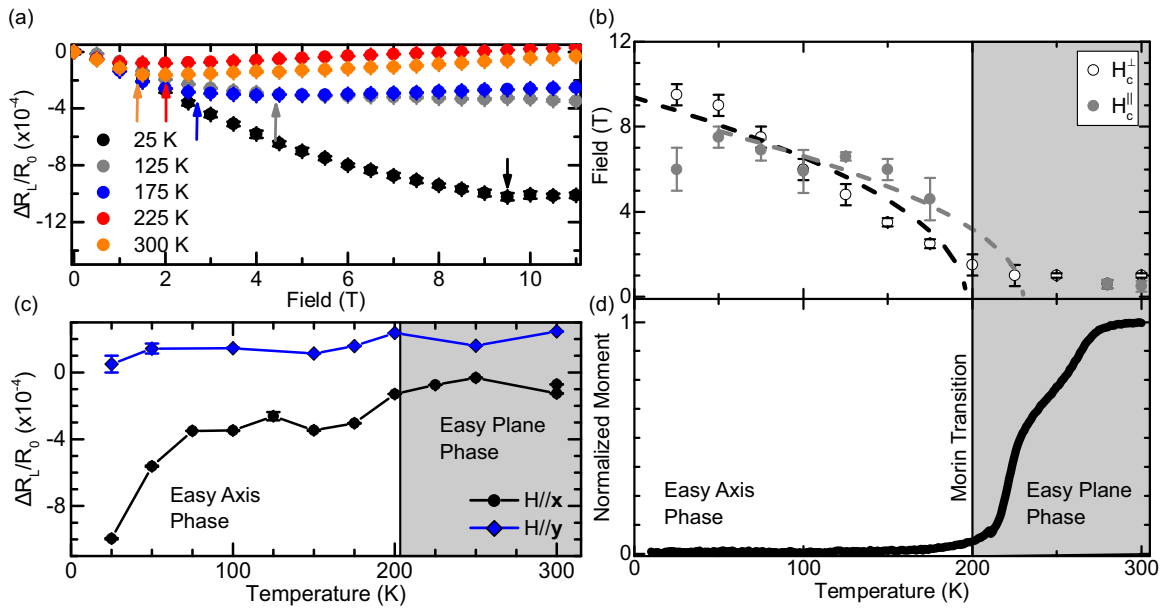 (a)
0
-4
-8
-12
ΔR_L/R_0 (x10⁻⁴)
25 K
125 K
175 K
225 K
300 K
0 2 4 6 8 10
Field (T)
(b)
12
8
4
0
Field (T)
H_c^⊥
H_c^||
(c)
0
-4
-8
ΔR_L/R_0 (x10⁻⁴)
Easy Axis
Phase
Easy Plane
Phase
H//x
H//y
0 50 100 150 200 250 300
Temperature (K)
(d)
1
0
Normalized Moment
Easy Axis
Phase
Morin Transition
Easy Plane
Phase
0 100 200 300
Temperature (K)